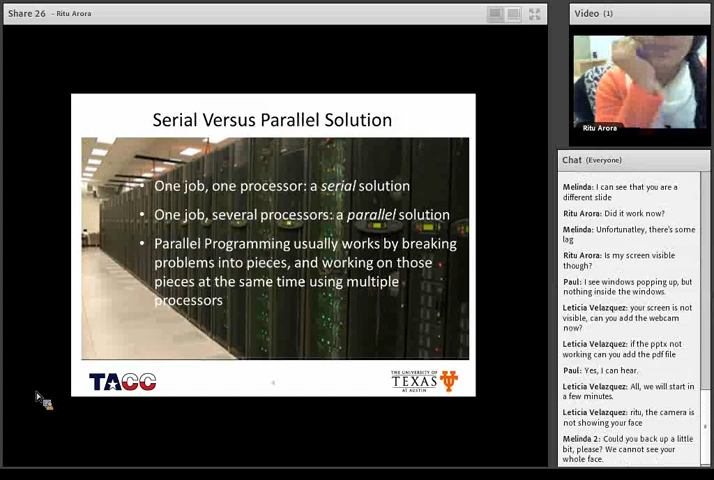 Share 26 - Ritu Arora
Serial Versus Parallel Solution
• One job, one processor: a serial solution
• One job, several processors: a parallel solution
• Parallel Programming usually works by breaking
problems into pieces, and working on those
pieces at the same time using multiple
processors
TACC
4
THE UNIVERSITY OF
TEXAS
AT AUSTIN
Video (1)
Ritu Arora
Chat (Everyone)
Melinda: I can see that you are a
different slide
Ritu Arora: Did it work now?
Melinda: Unfortunatley, there's some
lag
Ritu Arora: Is my screen visible
though?
Paul: I see windows popping up, but
nothing inside the windows.
Leticia Velazquez: your screen is not
visible, can you add the webcam
now?
Leticia Velazquez: if the pptx not
working can you add the pdf file
Paul: Yes, I can hear.
Leticia Velazquez: All, we will start in
a few minutes.
Leticia Velazquez: ritu, the camera is
not showing your face
Melinda 2: Could you back up a little
bit, please? We cannot see your
whole face.